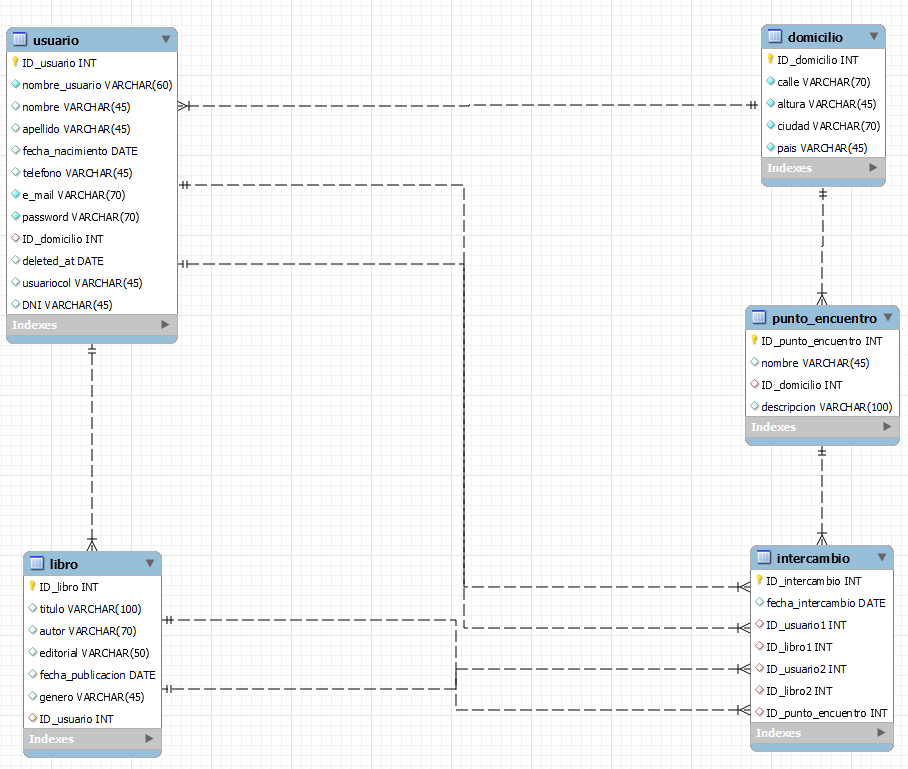 usuario
ID_usuario INT
nombre_usuario VARCHAR(60)
nombre VARCHAR(45)
apellido VARCHAR(45)
fecha_nacimiento DATE
telefono VARCHAR(45)
e_mail VARCHAR(70)
password VARCHAR(70)
ID_domicilio INT
deleted_at DATE
usuariocol VARCHAR(45)
DNI VARCHAR(45)
Indexes
domicilio
ID_domicilio INT
calle VARCHAR(70)
altura VARCHAR(45)
ciudad VARCHAR(70)
pais VARCHAR(45)
Indexes
punto_encuentro
ID_punto_encuentro INT
nombre VARCHAR(45)
ID_domicilio INT
descripcion VARCHAR(100)
Indexes
libro
ID_libro INT
titulo VARCHAR(100)
autor VARCHAR(70)
editorial VARCHAR(50)
fecha_publicacion DATE
genero VARCHAR(45)
ID_usuario INT
Indexes
intercambio
ID_intercambio INT
fecha_intercambio DATE
ID_usuario1 INT
ID_libro1 INT
ID_usuario2 INT
ID_libro2 INT
ID_punto_encuentro INT
Indexes